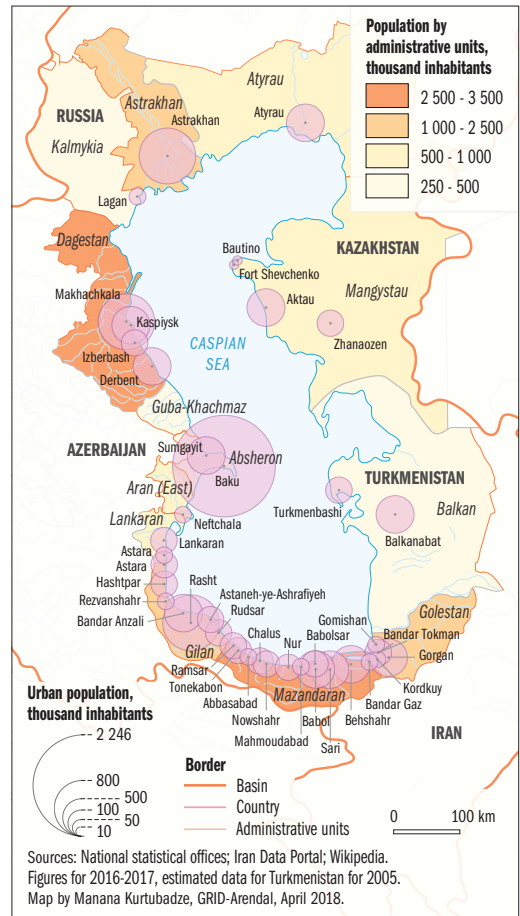 Population by
administrative units,
thousand inhabitants
2 500 - 3 500
1 000 - 2 500
500 - 1 000
250 - 500
Atyrau
Astrakhan
RUSSIA
Astrakhan
Atyrau
Kalmykia
Lagan
Dagestan
Bautino
KAZAKHSTAN
Fort Shevchenko
Makhachkala
Aktau
Mangystau
Kaspiysk
CASPIAN
SEA
Zhanaozen
Izberbash
Derbent
Guba-Khachmaz
AZERBAIJAN
Sumgayit
Absheron
Baku
TURKMENISTAN
Aran (East)
Turkmenbashi
Balkan
Lankaran
Neftchala
Balkanabat
Lankaran
Astara
Astara
Hashtpar
Rasht
Rezvanshahr
Astaneh-ye-Ashrafiyeh
Golestan
Bandar Anzali
Rudsar
Gomishan
Chalus
Nur
Babolsar
Bandar Tokman
Gilan
Gorgan
Ramsar
Tonekabon
Mazandaran
Kordkuy
Abbasabad
Bandar Gaz
Nowshahr
Babol
Behshahr
Mahmoudabad
Sari
IRAN
Urban population,
thousand inhabitants
2 246
800
500
100
50
10
Border
Basin
Country
Administrative units
0
100 km
Sources: National statistical offices; Iran Data Portal; Wikipedia.
Figures for 2016-2017, estimated data for Turkmenistan for 2005.
Map by Manana Kurtubadze, GRID-Arendal, April 2018.